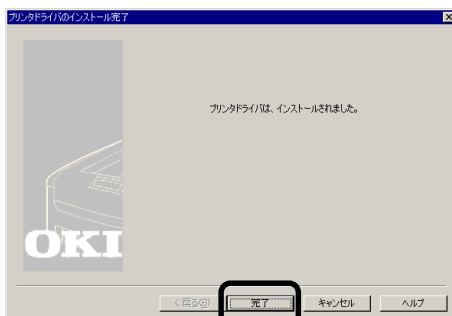 プリンタドライバのインストール完了
プリンタドライバは、インストールされました。
OKI
< 戻る(B)
完了
キャンセル
ヘルプ